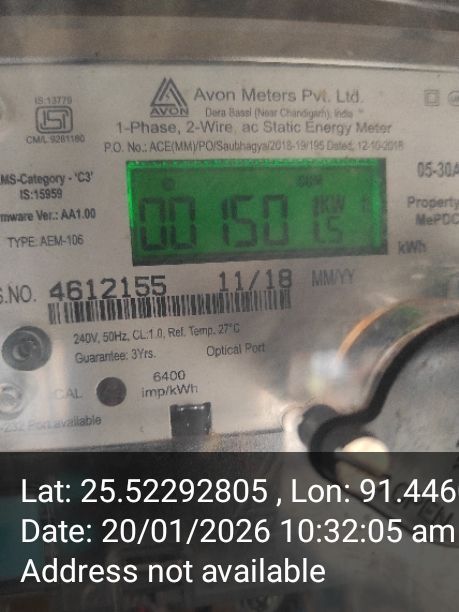 IS:13779
CM/L 9281180
AVON
Avon Meters Pvt. Ltd.
Dera Bassi (Near Chandigarh), India
1-Phase, 2-Wire, ac Static Energy Meter
P.O. No.: ACE(MM)/PO/Saubhagya/2018-19/195 Dated, 12-10-2018
MS-Category - 'C3'
IS:15959
mware Ver.: AA1.00
TYPE: AEM-106
05-30A
Property
MePDC
001501
kWh
S.NO. 4612155 11/18 MM/YY
240V, 50Hz, CL:1.0, Ref. Temp. 27°C
Guarantee: 3Yrs. Optical Port
CAL
6400
imp/kWh
-232 Port available
Lat: 25.52292805 , Lon: 91.446
Date: 20/01/2026 10:32:05 am
Address not available